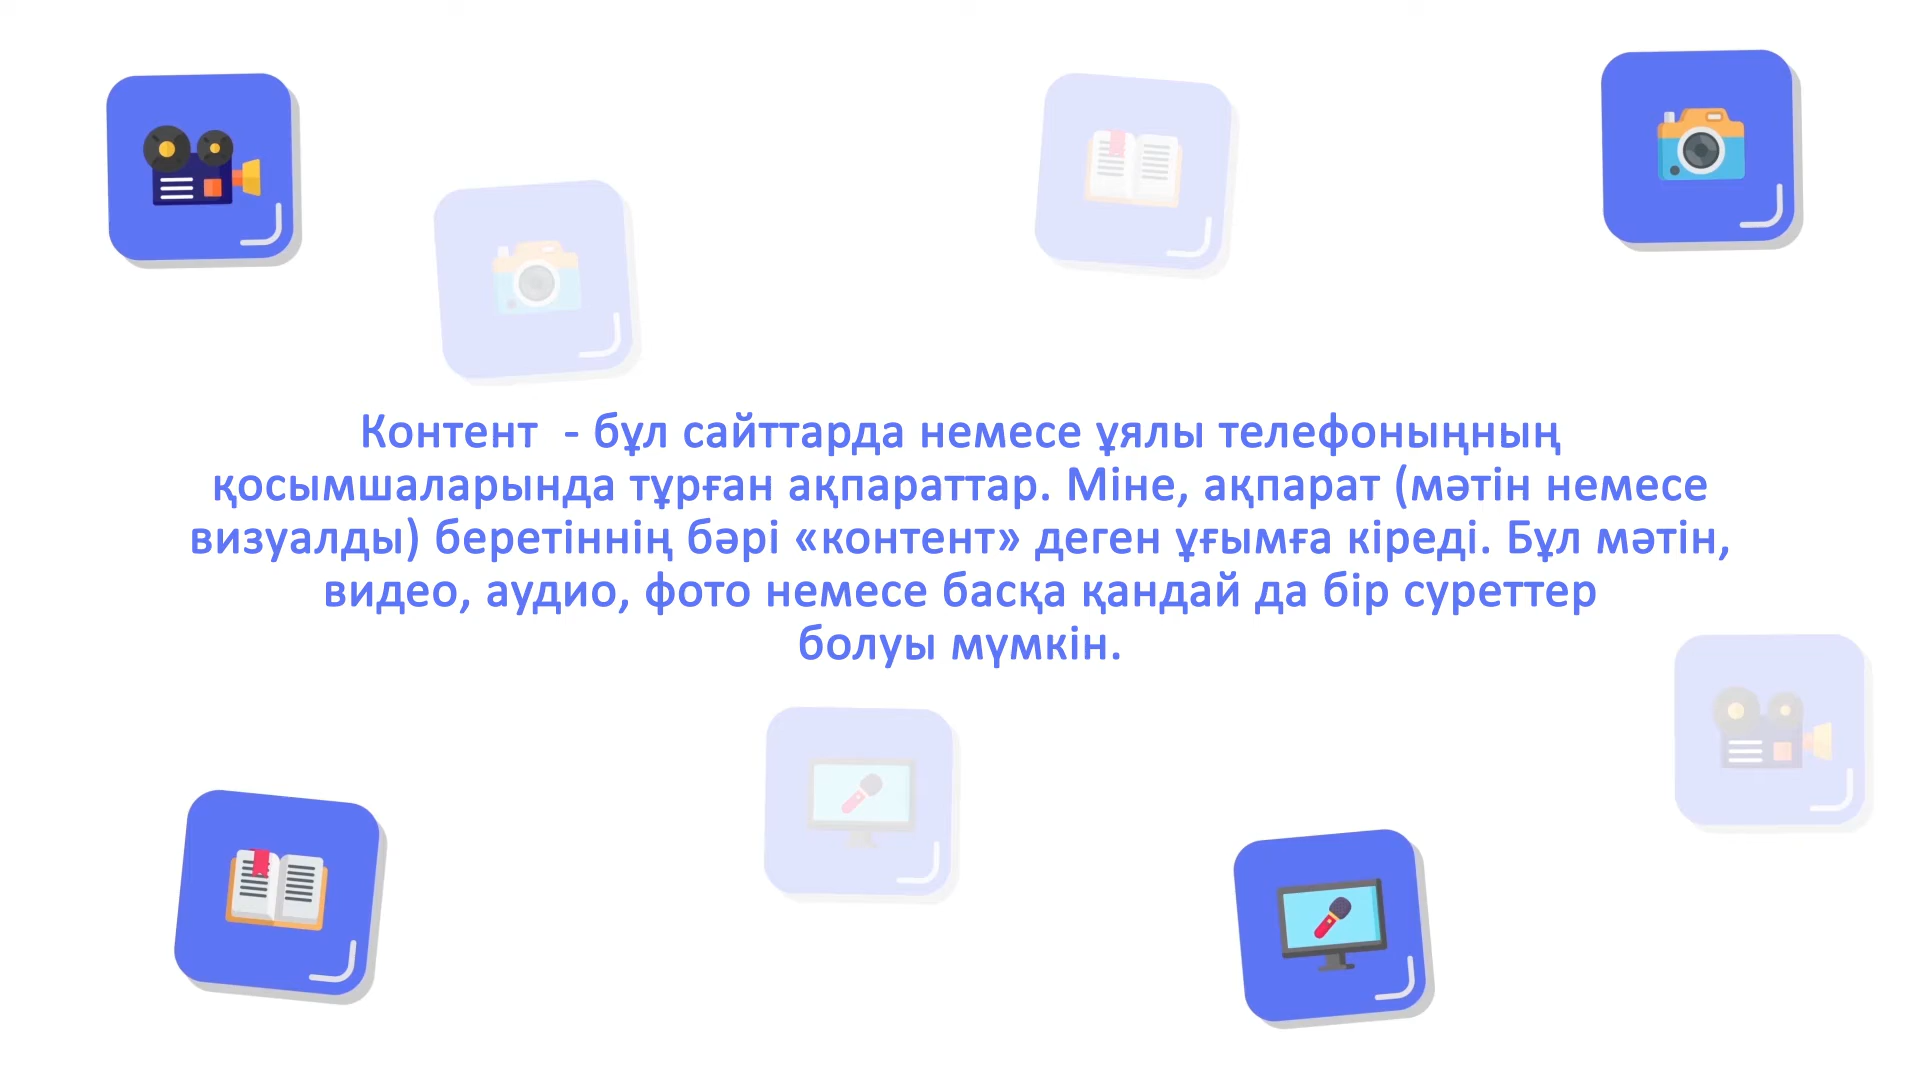 Контент  - бұл сайттарда немесе ұялы телефоныңның
қосымшаларында тұрған ақпараттар. Міне, ақпарат (мәтін немесе
визуалды) беретіннің бәрі «контент» деген ұғымға кіреді. Бұл мәтін,
видео, аудио, фото немесе басқа қандай да бір суреттер
болуы мүмкін.